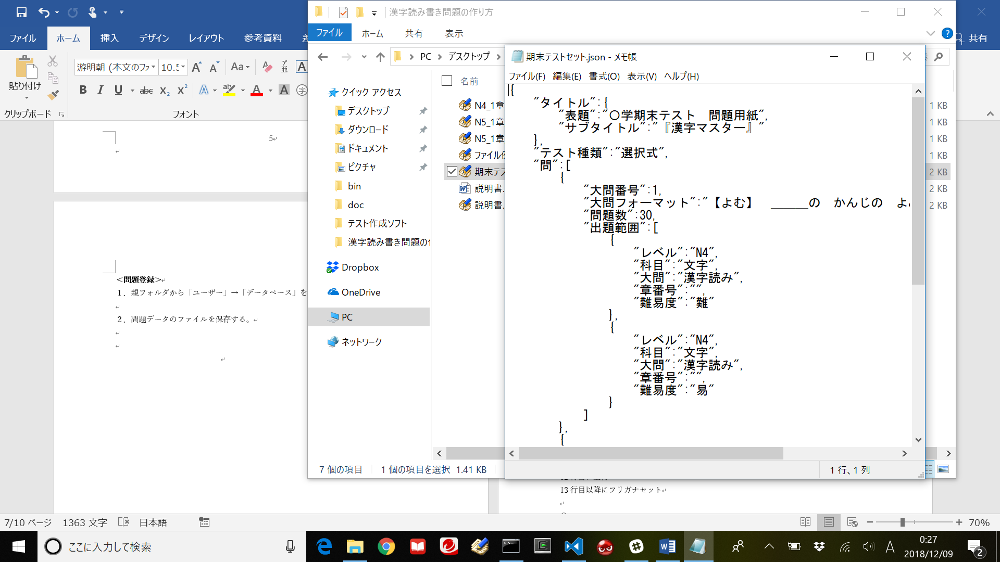 漢字読み書き問題の作り方
ファイル ホーム 挿入 デザイン レイアウト 参考資料
ファイル ホーム 共有 表示
共有
PC デスクトップ
游明朝 (本文のフ 10.5
貼り付け
クリップボード
フォント
5
<問題登録>
1．親フォルダから「ユーザー」→「データベース」を
2．問題データのファイルを保存する。
クイック アクセス
デスクトップ
ダウンロード
ドキュメント
ピクチャ
bin
doc
テスト作成ソフト
漢字読み書き問題の
Dropbox
OneDrive
PC
ネットワーク
名前
N4_1章 1 KB
N5_1章 1 KB
N5_1章 1 KB
ファイル 1 KB
期末テス 2 KB
説明書. 2 KB
説明書. 2 KB
7 個の項目 1 個の項目を選択 1.41 KB
期末テストセット.json - メモ帳
ファイル(F) 編集(E) 書式(O) 表示(V) ヘルプ(H)
{
"タイトル":{
"表題":"〇学期末テスト　問題用紙",
"サブタイトル":"『漢字マスター』"
},
"テスト種類":"選択式",
"問":[
{
"大問番号":1,
"大問フォーマット":"【よむ】　______の　かんじの　よ
"問題数":30,
"出題範囲":[
{
"レベル":"N4",
"科目":"文字",
"大問":"漢字読み",
"章番号":"",
"難易度":"難"
},
{
"レベル":"N4",
"科目":"文字",
"大問":"漢字読み",
"章番号":"",
"難易度":"易"
}
]
},
{
1 行、1 列
13 行目以降にフリガナセット
7/10 ページ 1363 文字 日本語 70%
ここに入力して検索
A
0:27
2018/12/09
2